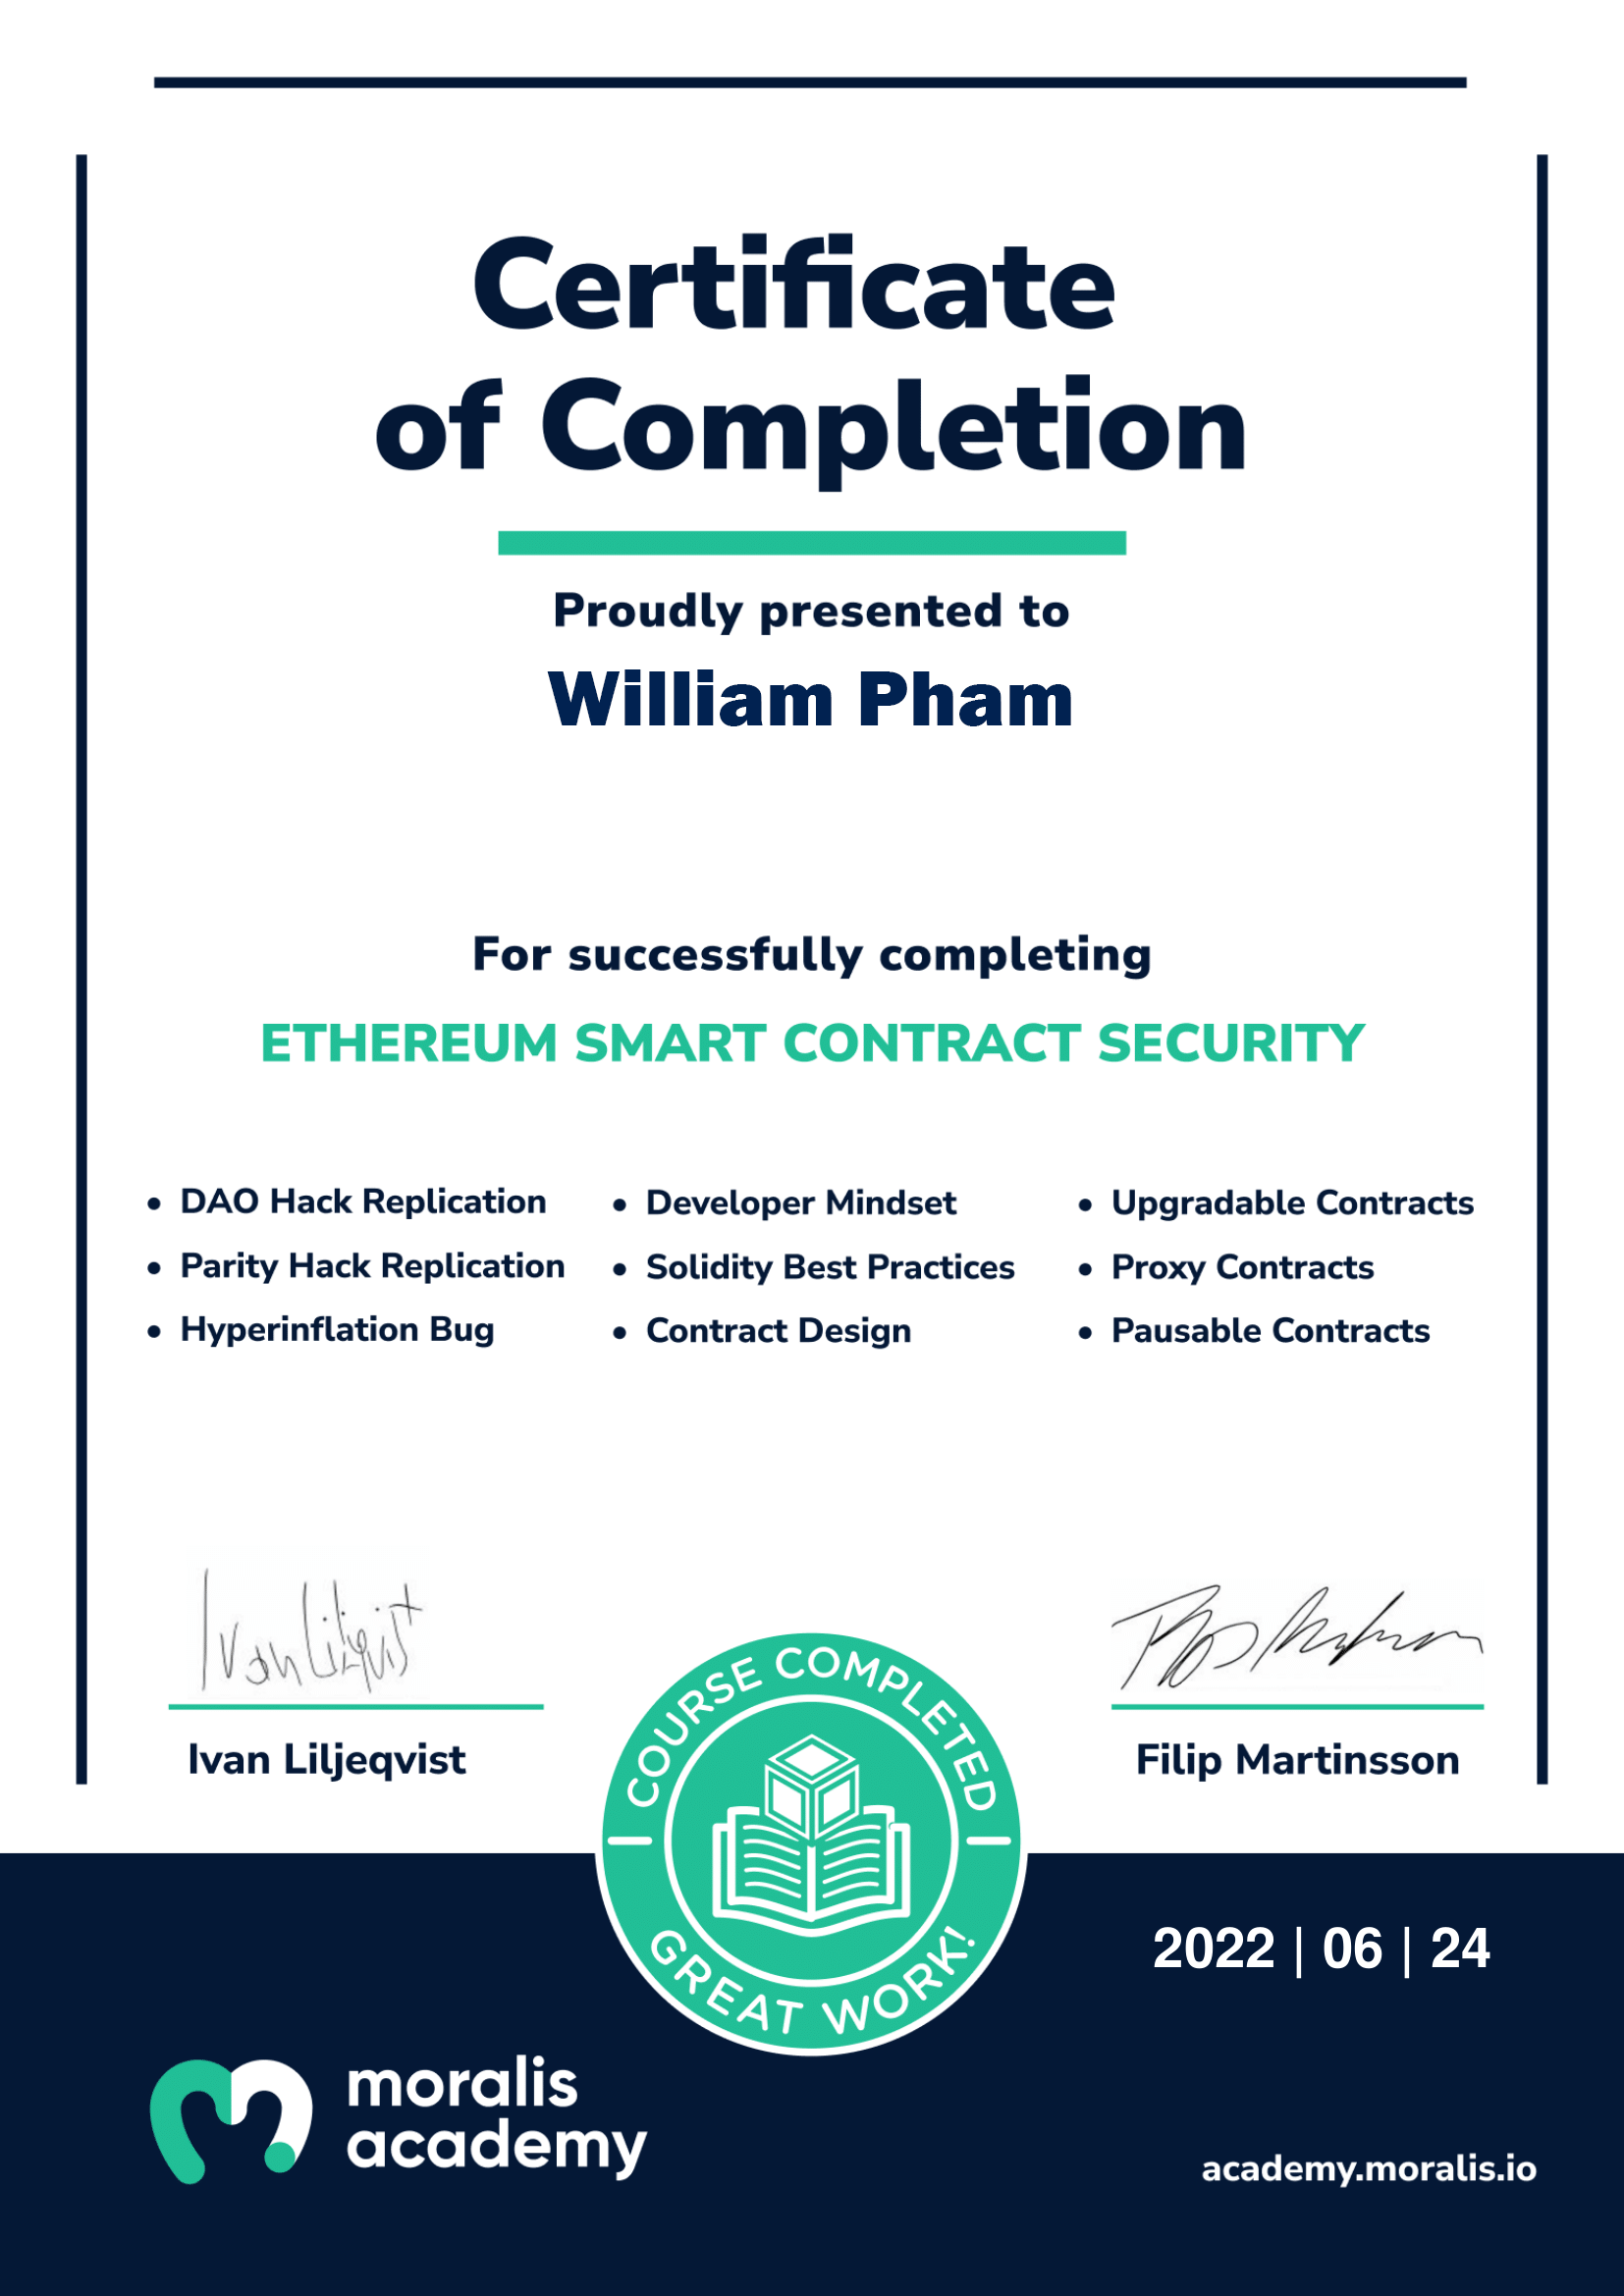 Certificate
of Completion
Proudly presented to
William Pham
For successfully completing
ETHEREUM SMART CONTRACT SECURITY
• DAO Hack Replication
• Parity Hack Replication
• Hyperinflation Bug
• Developer Mindset
• Solidity Best Practices
• Contract Design
• Upgradable Contracts
• Proxy Contracts
• Pausable Contracts
Ivan Liljeqvist
Ivan Liljeqvist
Filip Martinsson
COURSE COMPLETED
GREAT WORK!
2022 | 06 | 24
moralis
academy
academy.moralis.io